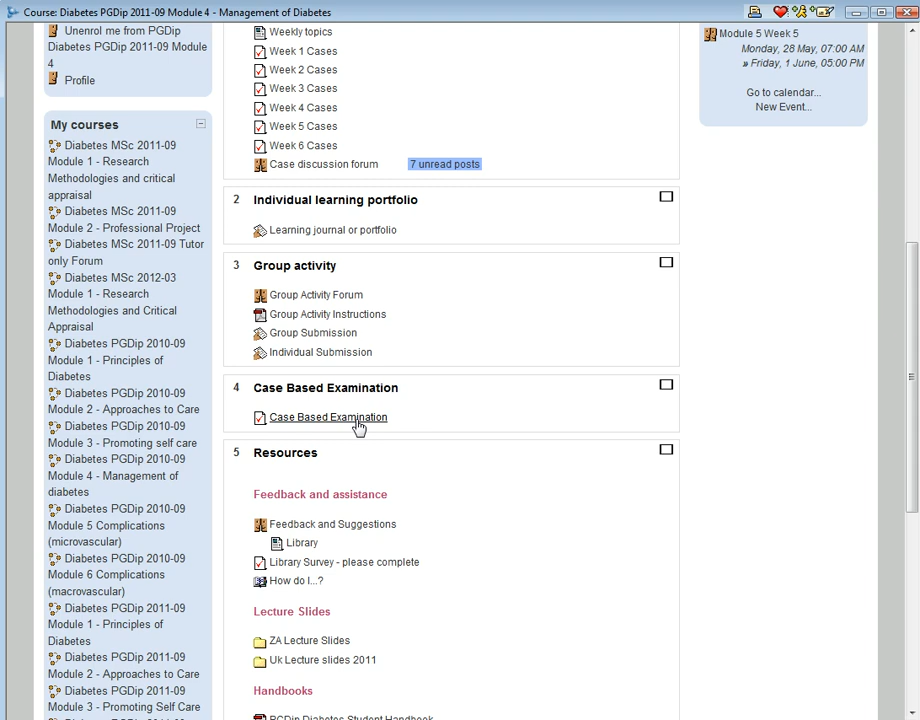 Course: Diabetes PGDip 2011-09 Module 4 - Management of Diabetes
Unenrol me from PGDip
Diabetes PGDip 2011-09 Module
4
Profile
My courses
Diabetes MSc 2011-09
Module 1 - Research
Methodologies and critical
appraisal
Diabetes MSc 2011-09
Module 2 - Professional Project
Diabetes MSc 2011-09 Tutor
only Forum
Diabetes MSc 2012-03
Module 1 - Research
Methodologies and Critical
Appraisal
Diabetes PGDip 2010-09
Module 1 - Principles of
Diabetes
Diabetes PGDip 2010-09
Module 2 - Approaches to Care
Diabetes PGDip 2010-09
Module 3 - Promoting self care
Diabetes PGDip 2010-09
Module 4 - Management of
diabetes
Diabetes PGDip 2010-09
Module 5 Complications
(microvascular)
Diabetes PGDip 2010-09
Module 6 Complications
(macrovascular)
Diabetes PGDip 2011-09
Module 1 - Principles of
Diabetes
Diabetes PGDip 2011-09
Module 2 - Approaches to Care
Diabetes PGDip 2011-09
Module 3 - Promoting Self Care
Weekly topics
Week 1 Cases
Week 2 Cases
Week 3 Cases
Week 4 Cases
Week 5 Cases
Week 6 Cases
Case discussion forum 7 unread posts
2 Individual learning portfolio
Learning journal or portfolio
3 Group activity
Group Activity Forum
Group Activity Instructions
Group Submission
Individual Submission
4 Case Based Examination
Case Based Examination
5 Resources
Feedback and assistance
Feedback and Suggestions
Library
Library Survey - please complete
How do I...?
Lecture Slides
ZA Lecture Slides
Uk Lecture slides 2011
Handbooks
PGDip Diabetes Student Handbook
Module 5 Week 5
Monday, 28 May, 07:00 AM
» Friday, 1 June, 05:00 PM
Go to calendar...
New Event...